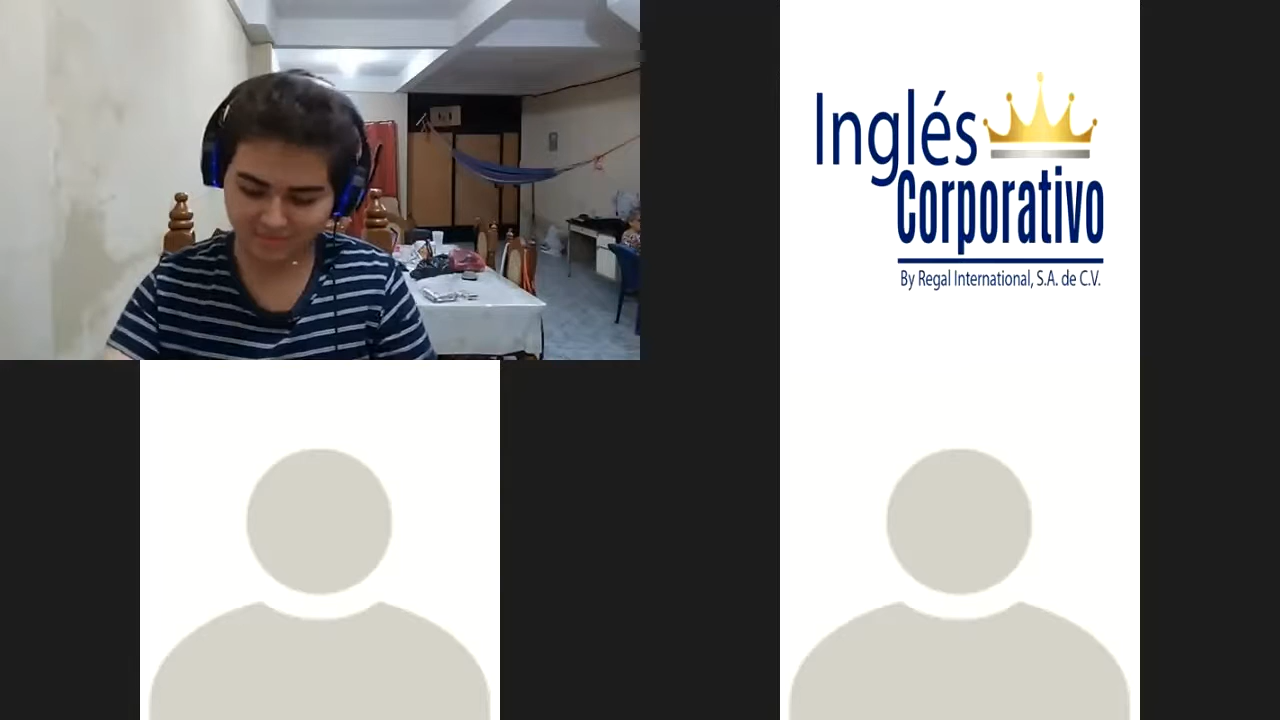 Inglés
Corporativo
By Regal International, S.A. de C.V.